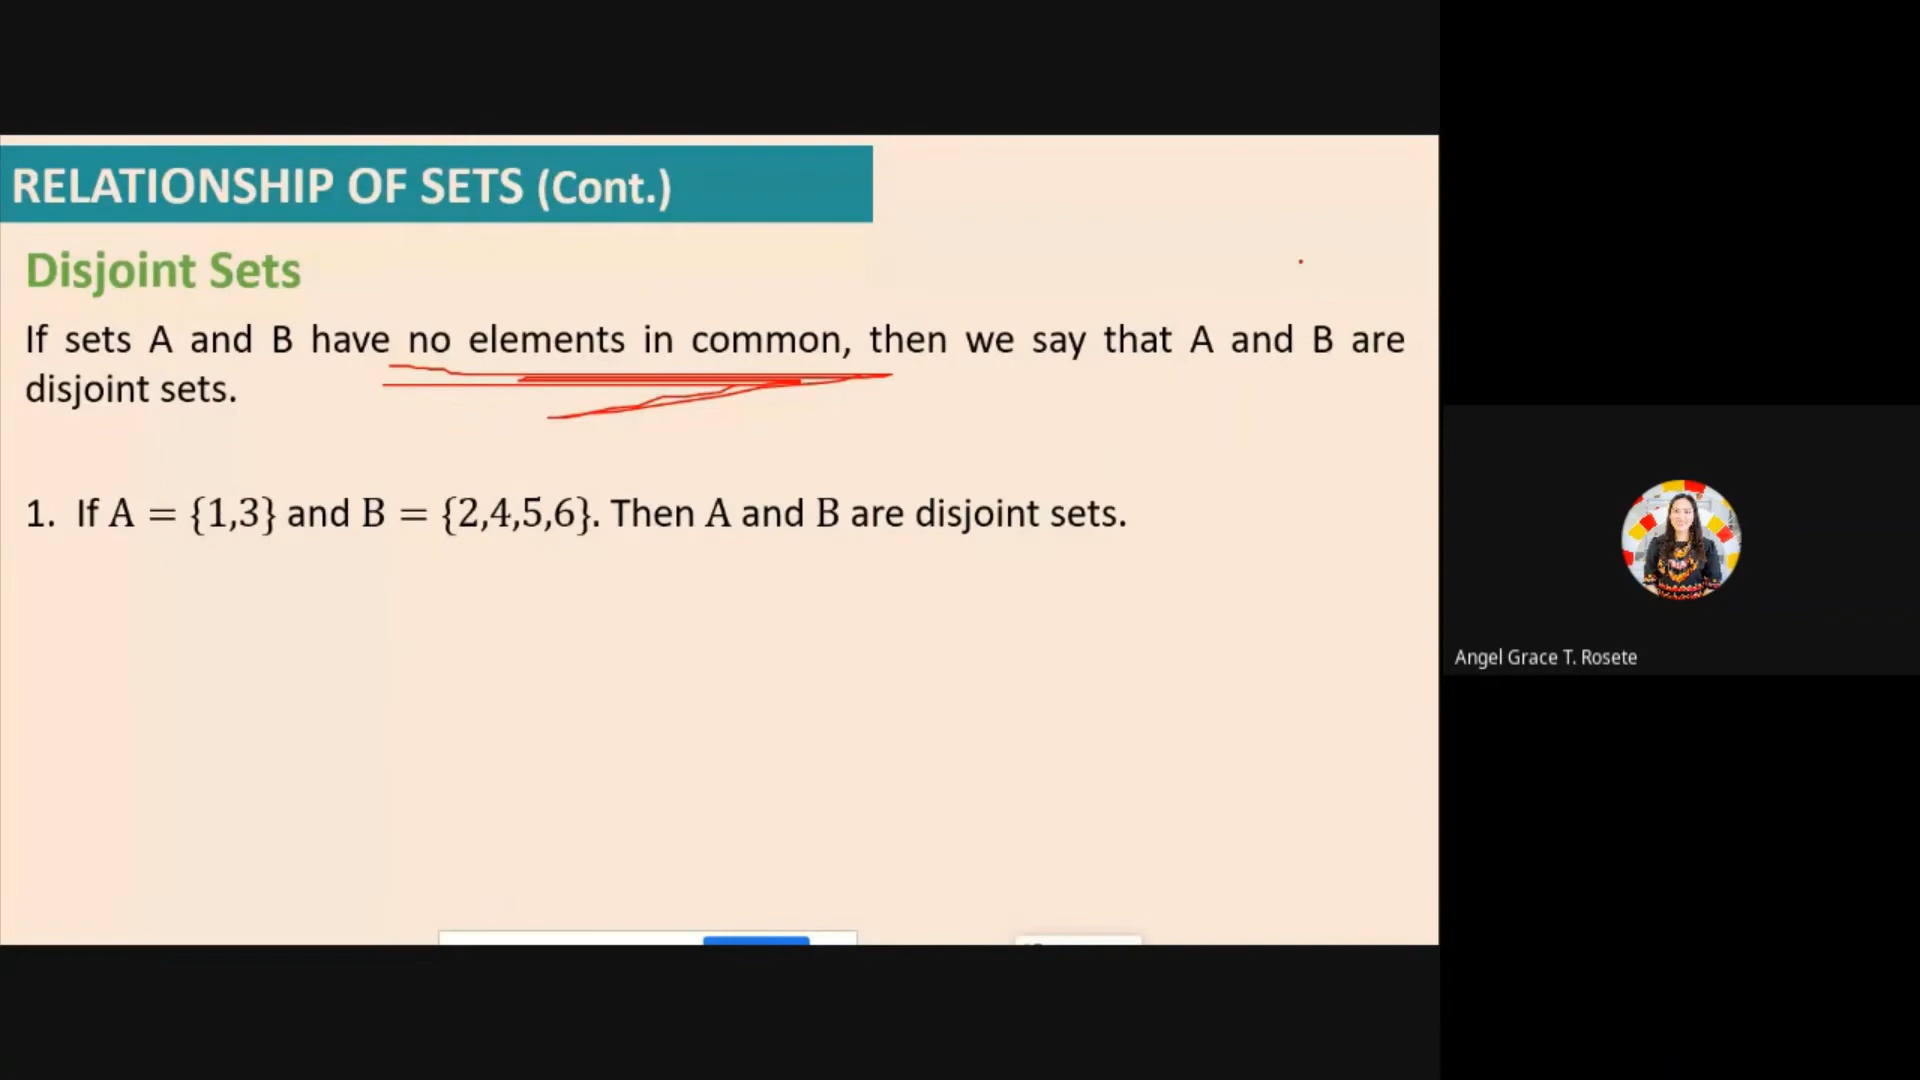 RELATIONSHIP OF SETS (Cont.)
Disjoint Sets
If sets A and B have no elements in common, then we say that A and B are
disjoint sets.
1. If A = {1,3} and B = {2,4,5,6}. Then A and B are disjoint sets.
Angel Grace T. Rosete